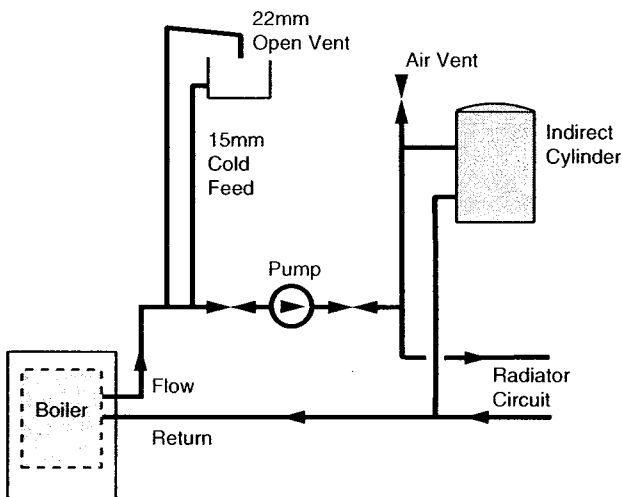 22mm
Open Vent
Air Vent
Indirect
Cylinder
15mm
Cold
Feed
Pump
Flow
Boiler
Radiator
Circuit
Return